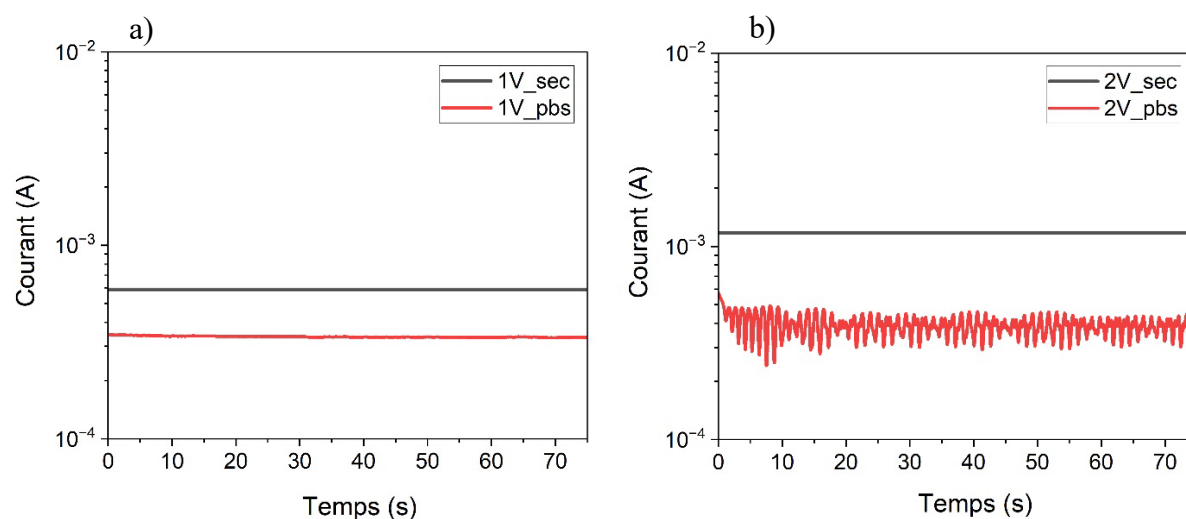 a)
10⁻²
10⁻³
10⁻⁴
Courant (A)
1V_sec
1V_pbs
0 10 20 30 40 50 60 70
Temps (s)
b)
10⁻²
10⁻³
10⁻⁴
Courant (A)
2V_sec
2V_pbs
0 10 20 30 40 50 60 70
Temps (s)